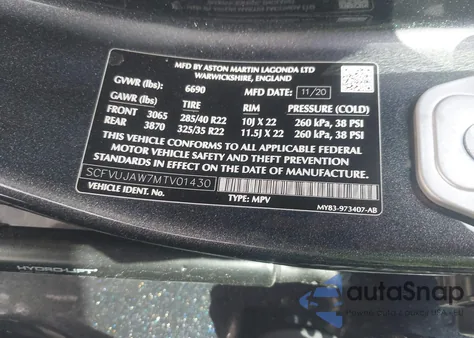 MFD BY ASTON MARTIN LAGONDA LTD
WARWICKSHIRE, ENGLAND
GVWR (lbs): 6690 MFD DATE: 11/20
GAWR (lbs): TIRE RIM PRESSURE (COLD)
FRONT 3065 285/40 R22 10J X 22 260 kPa, 38 PSI
REAR 3870 325/35 R22 11.5J X 22 260 kPa, 38 PSI
THIS VEHICLE CONFORMS TO ALL APPLICABLE FEDERAL
MOTOR VEHICLE SAFETY AND THEFT PREVENTION
STANDARDS IN EFFECT ON THE DATE OF MANUFACTURE.
SCFVUJAW7MTV01430
VEHICLE IDENT. No. TYPE: MPV
MY83-973407-AB
HYDRO-LIFT
autoSnap